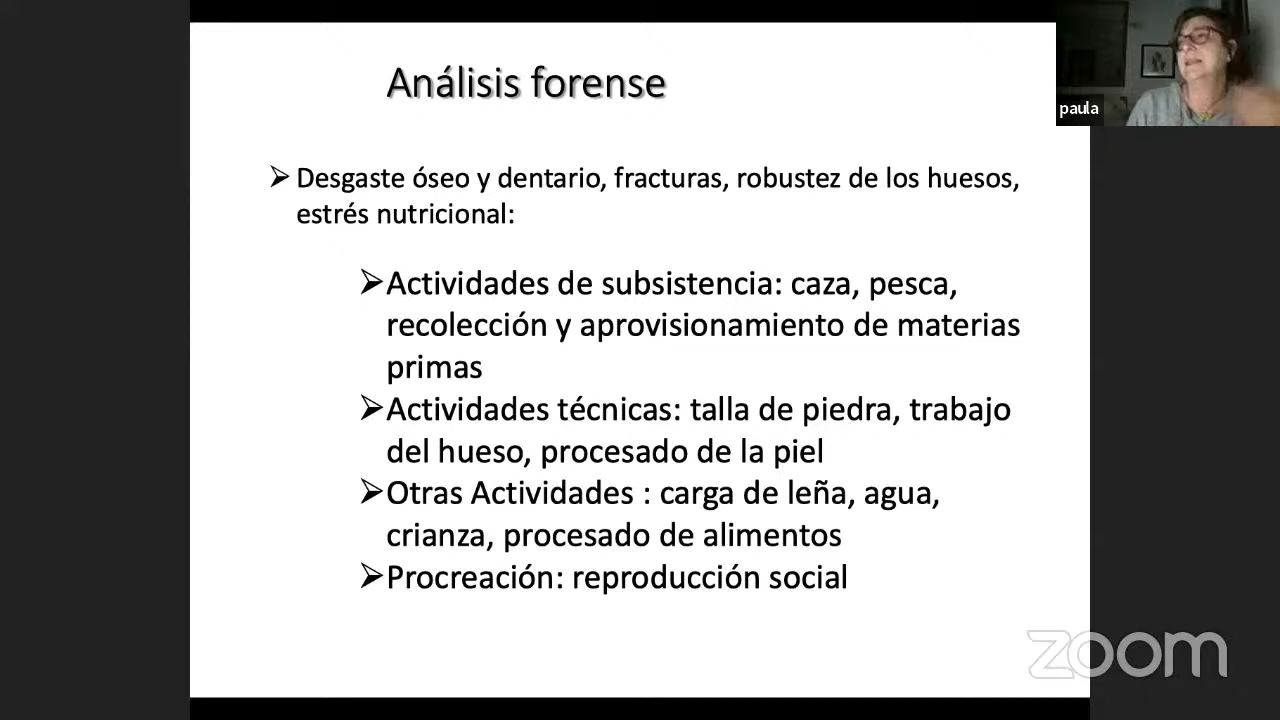 Análisis forense
paula
➢ Desgaste óseo y dentario, fracturas, robustez de los huesos,
estrés nutricional:
➢Actividades de subsistencia: caza, pesca,
recolección y aprovisionamiento de materias
primas
➢Actividades técnicas: talla de piedra, trabajo
del hueso, procesado de la piel
➢Otras Actividades : carga de leña, agua,
crianza, procesado de alimentos
➢Procreación: reproducción social
zoom